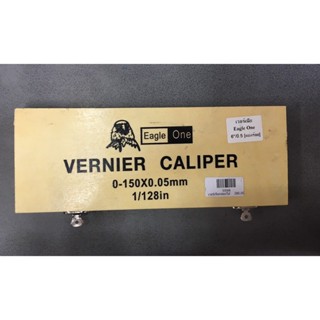 Eagle One
VERNIER CALIPER
0-150X0.05mm
1/128in
Eagle One